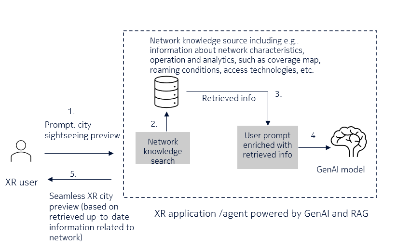 Network knowledge source including e.g.
information about network characteristics,
operation and analytics, such as coverage map,
roaming conditions, access technologies, etc.
1.
Prompt, city
sightseeing preview
Retrieved info
3.
2.
Network
knowledge
search
User prompt
enriched with
retrieved info
4.
GenAI model
XR user
5.
Seamless XR city
preview (based on
retrieved up-to-date
information related to
network)
XR application /agent powered by GenAI and RAG